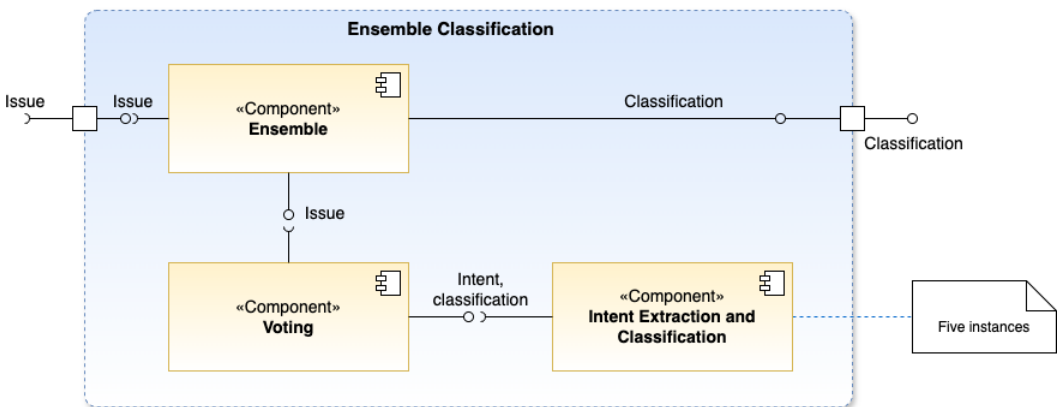 Ensemble Classification
Issue
Issue
«Component»
Ensemble
Classification
Classification
Issue
«Component»
Voting
Intent,
classification
«Component»
Intent Extraction and
Classification
Five instances